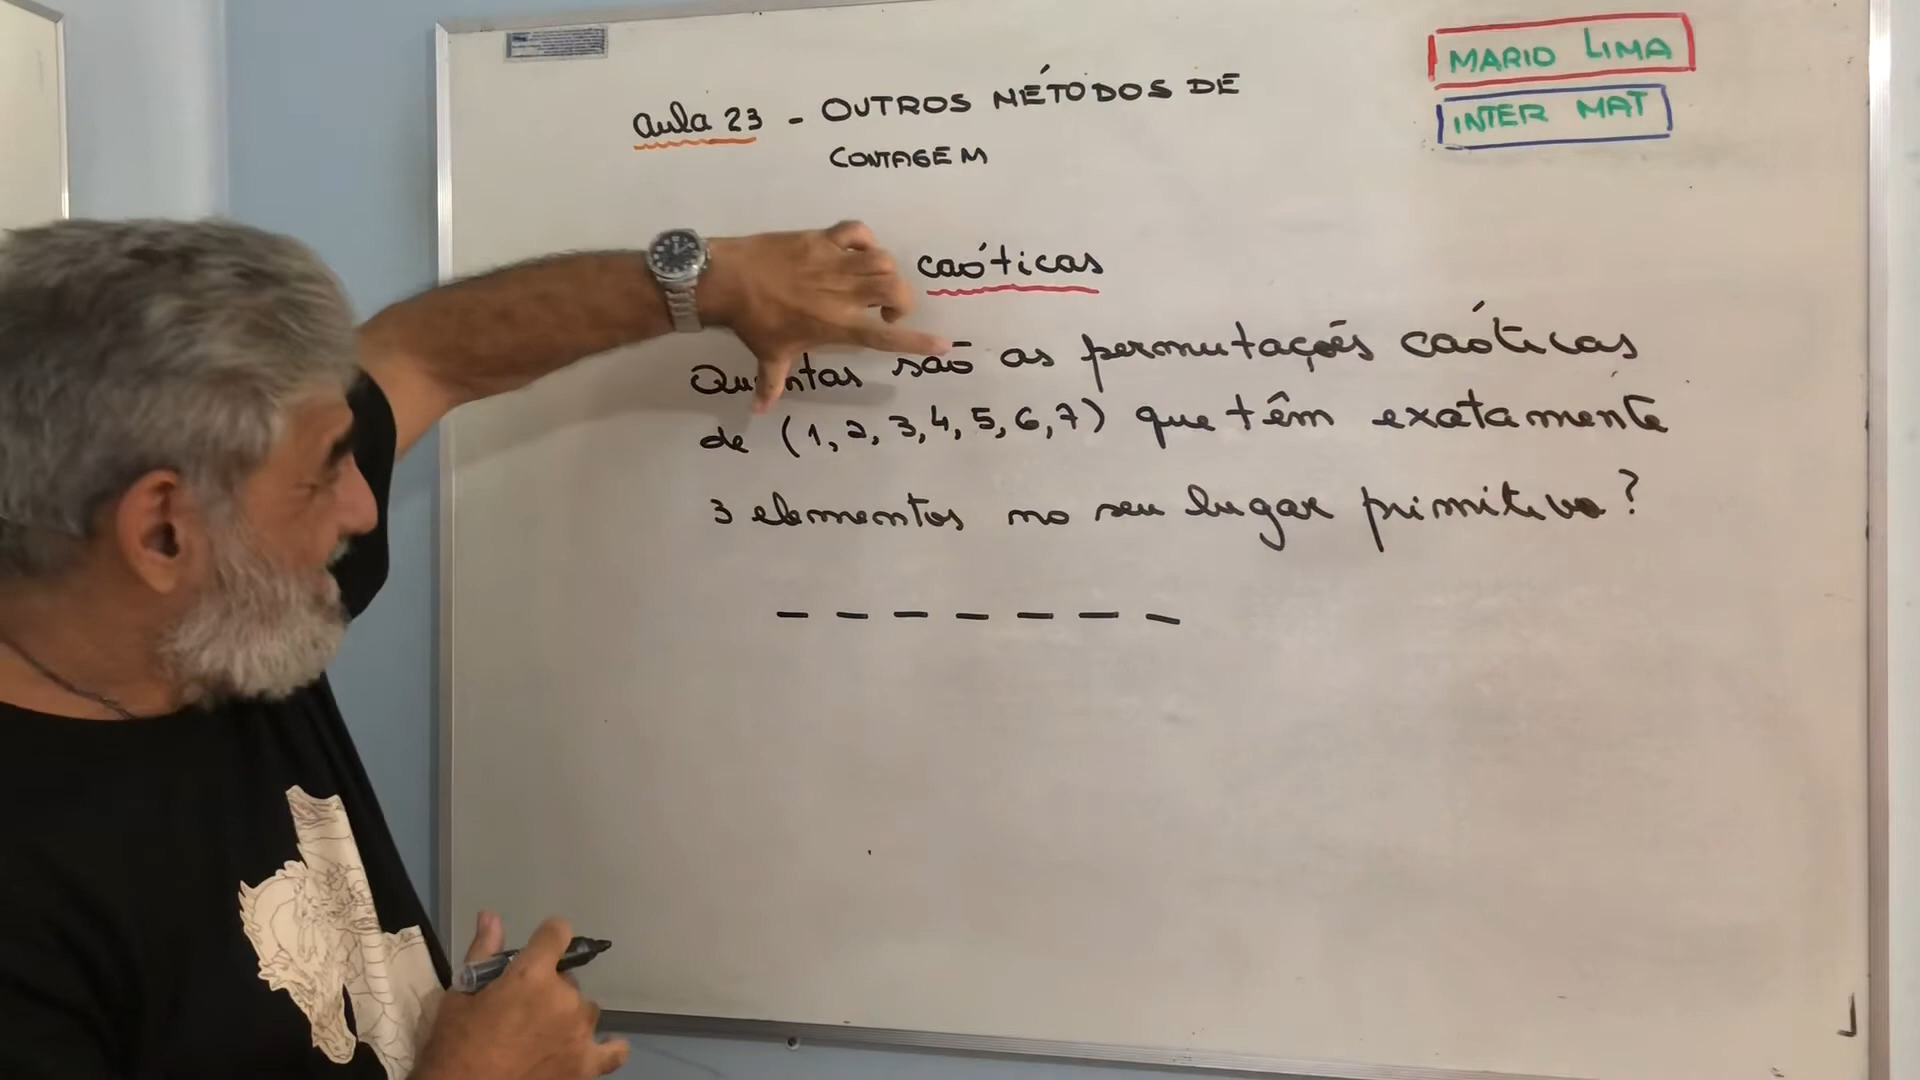 MARIO LIMA
INTER MAT
Aula 23 - OUTROS MÉTODOS DE
CONTAGEM
caóticas
Quantas são as permutações caóticas
de (1, 2, 3, 4, 5, 6, 7) que têm exatamente
3 elementos no seu lugar primitivo?